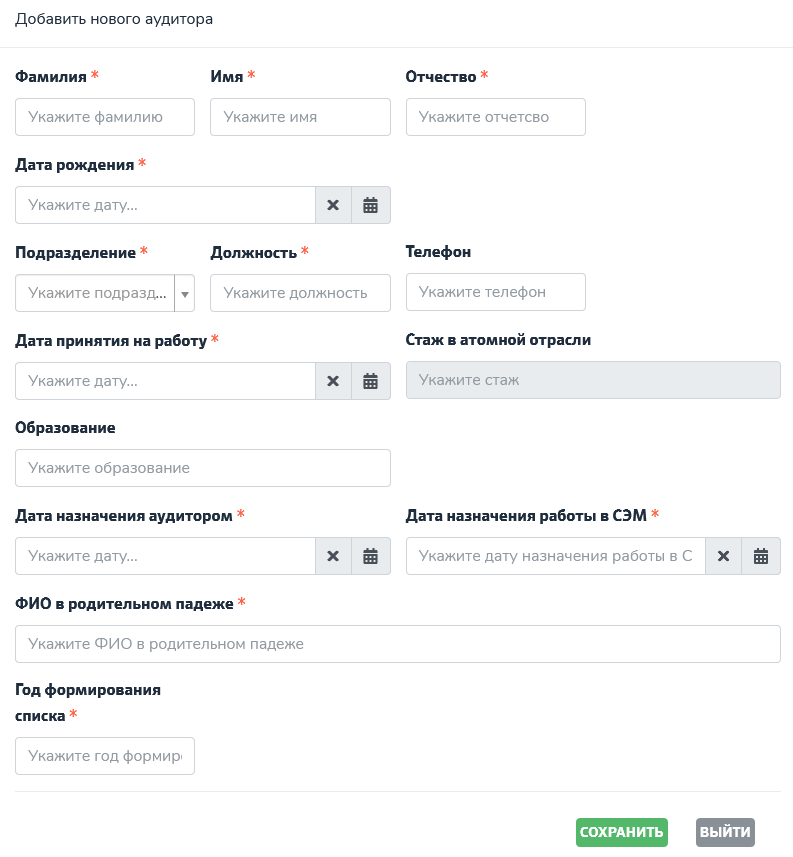 Добавить нового аудитора
Фамилия * Имя * Отчество *
Укажите фамилию Укажите имя Укажите отчетсво
Дата рождения *
Укажите дату...
Подразделение * Должность * Телефон
Укажите подразд... Укажите должность Укажите телефон
Дата принятия на работу * Стаж в атомной отрасли
Укажите дату... Укажите стаж
Образование
Укажите образование
Дата назначения аудитором * Дата назначения работы в СЭМ *
Укажите дату... Укажите дату назначения работы в С
ФИО в родительном падеже *
Укажите ФИО в родительном падеже
Год формирования
списка *
Укажите год формир
СОХРАНИТЬ ВЫЙТИ